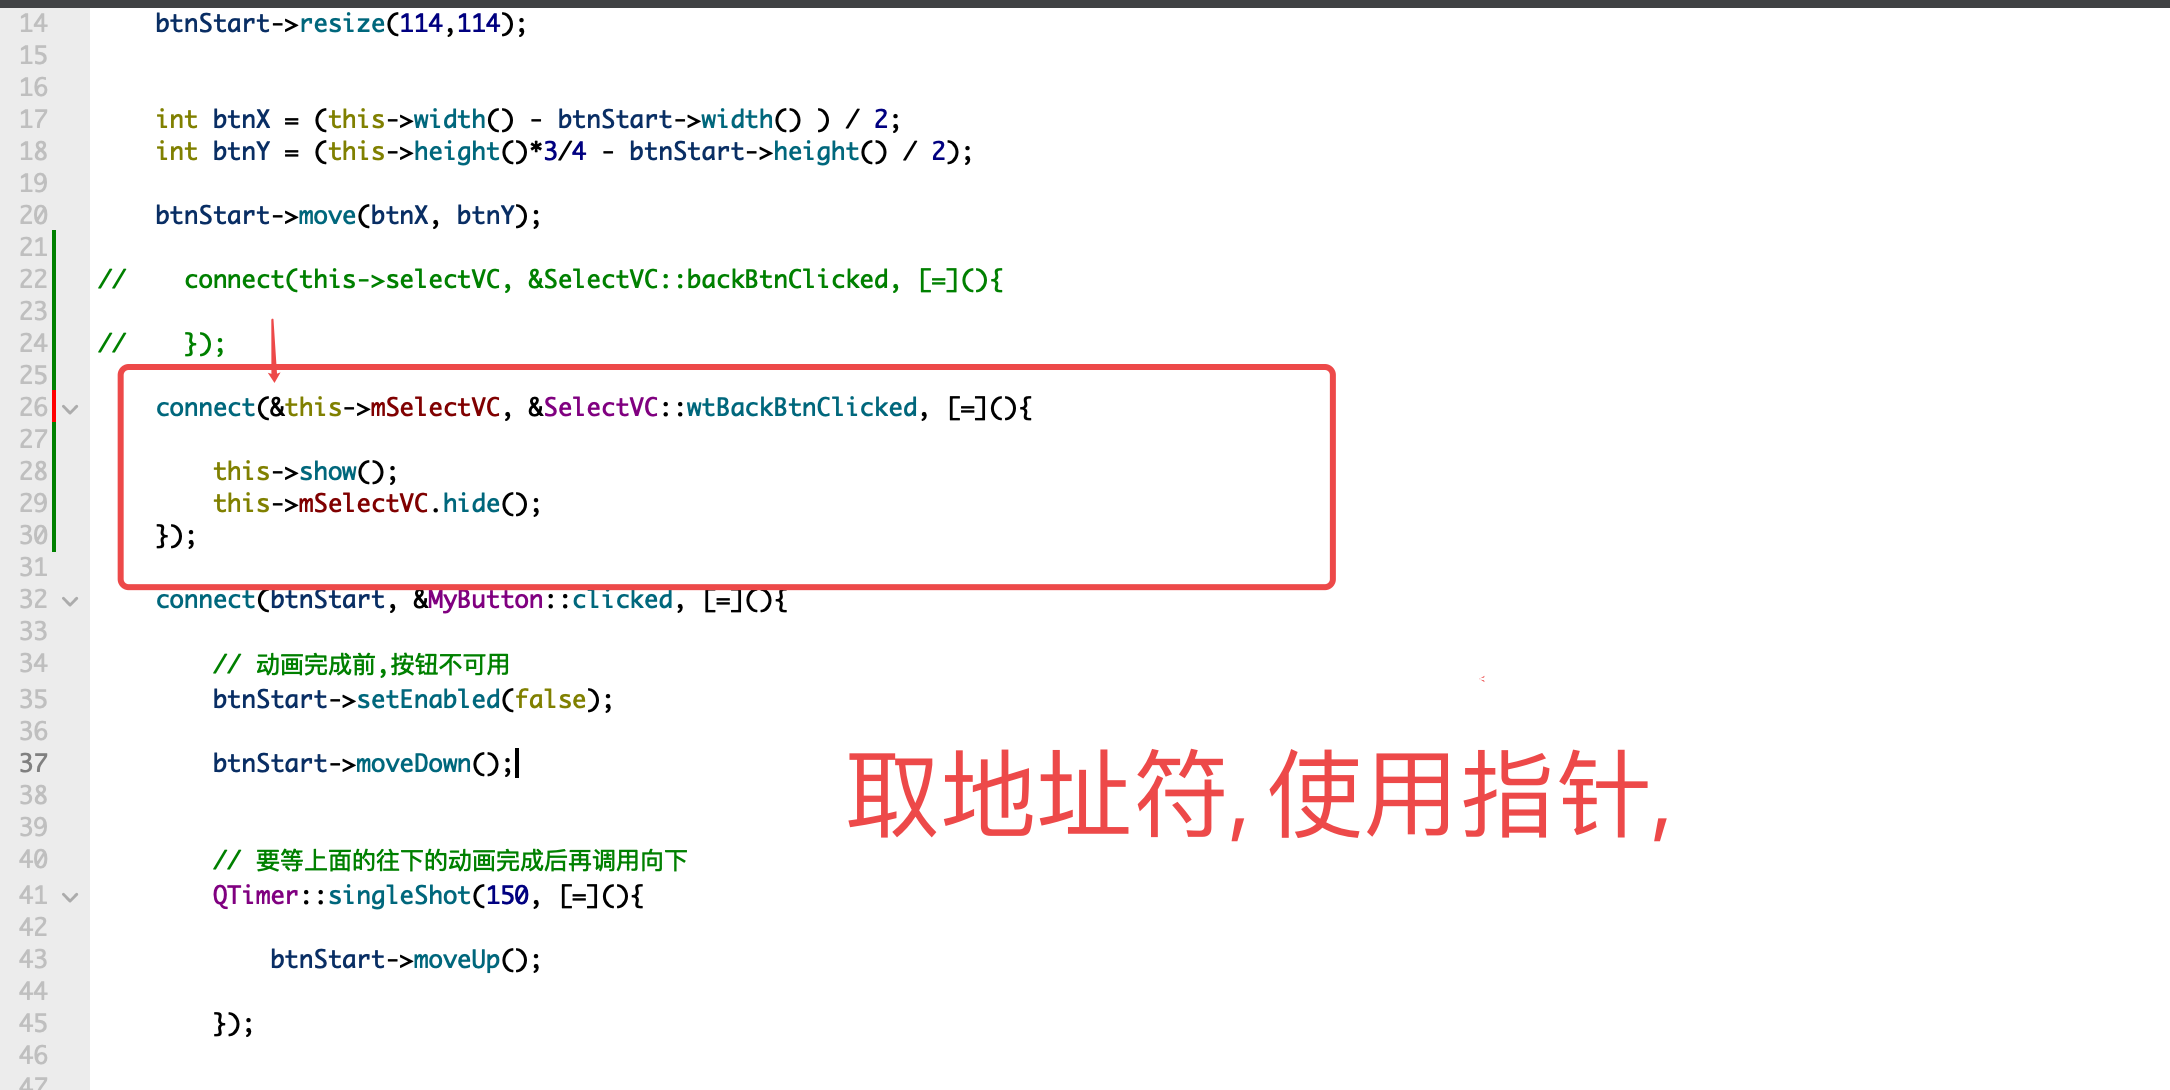 14 btnStart->resize(114,114);
15
16
17 int btnX = (this->width() - btnStart->width() ) / 2;
18 int btnY = (this->height()*3/4 - btnStart->height() / 2);
19
20 btnStart->move(btnX, btnY);
21
22 // connect(this->selectVC, &SelectVC::backBtnClicked, [=](){
23
24 // });
25
26 connect(&this->mSelectVC, &SelectVC::wtBackBtnClicked, [=](){
27
28 this->show();
29 this->mSelectVC.hide();
30 });
31
32 connect(btnStart, &MyButton::clicked, [=](){
33
34 // 动画完成前,按钮不可用
35 btnStart->setEnabled(false);
36
37 btnStart->moveDown();
38
39
取地址符,使用指针,
40 // 要等上面的往下的动画完成后再调用向下
41 QTimer::singleShot(150, [=](){
42
43 btnStart->moveUp();
44
45 });
46
47